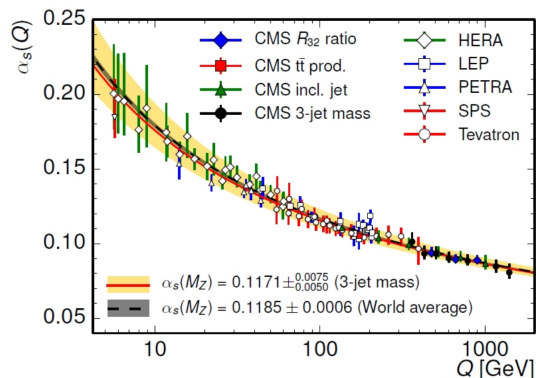 αs(Q)
0.25
0.20
0.15
0.10
0.05
CMS R32 ratio
CMS tt̄ prod.
CMS incl. jet
CMS 3-jet mass
HERA
LEP
PETRA
SPS
Tevatron
αs(MZ) = 0.1171±0.0075 0.0050 (3-jet mass)
αs(MZ) = 0.1185 ± 0.0006 (World average)
10
100
1000
Q [GeV]